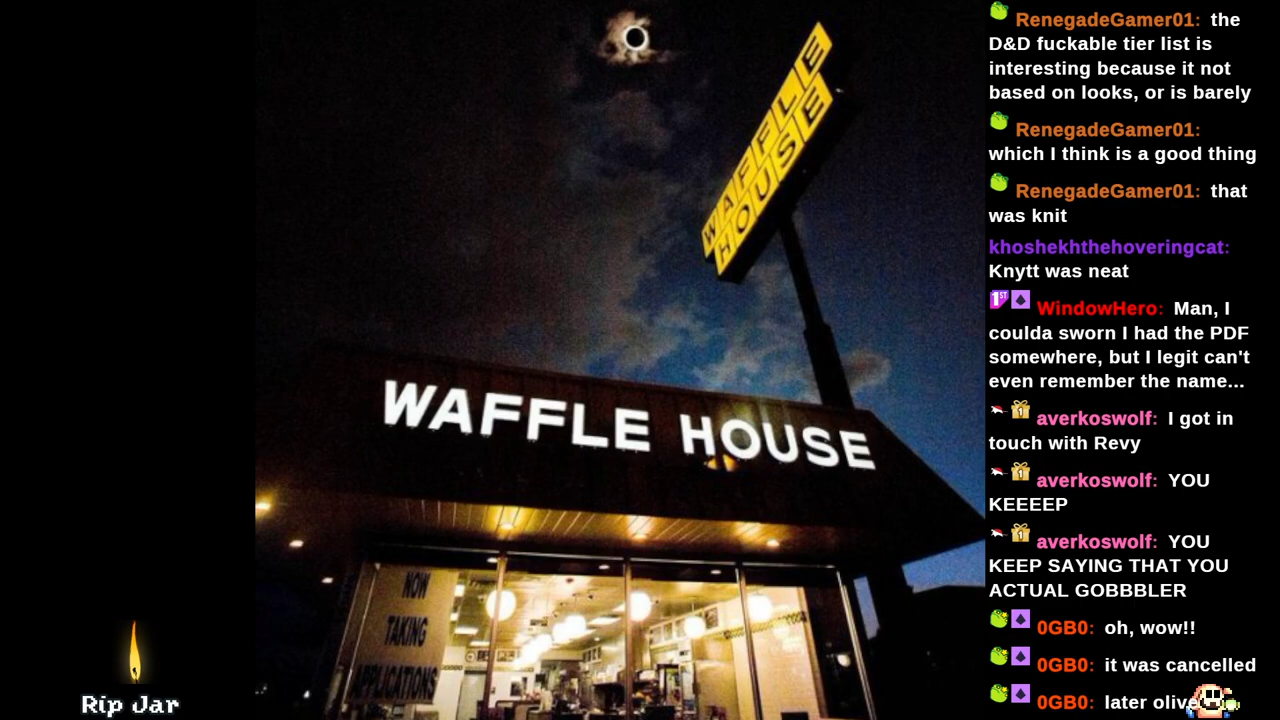 WAFFLE
HOUSE
WAFFLE HOUSE
NOW
TAKING
APPLICATIONS
Rip Jar
RenegadeGamer01: the
D&D fuckable tier list is
interesting because it not
based on looks, or is barely
RenegadeGamer01:
which I think is a good thing
RenegadeGamer01: that
was knit
khoshekhthehoveringcat:
Knytt was neat
1ST WindowHero: Man, I
coulda sworn I had the PDF
somewhere, but I legit can't
even remember the name...
1 averkoswolf: I got in
touch with Revy
1 averkoswolf: YOU
KEEEEP
1 averkoswolf: YOU
KEEP SAYING THAT YOU
ACTUAL GOBBBLER
0GB0: oh, wow!!
0GB0: it was cancelled
0GB0: later olive